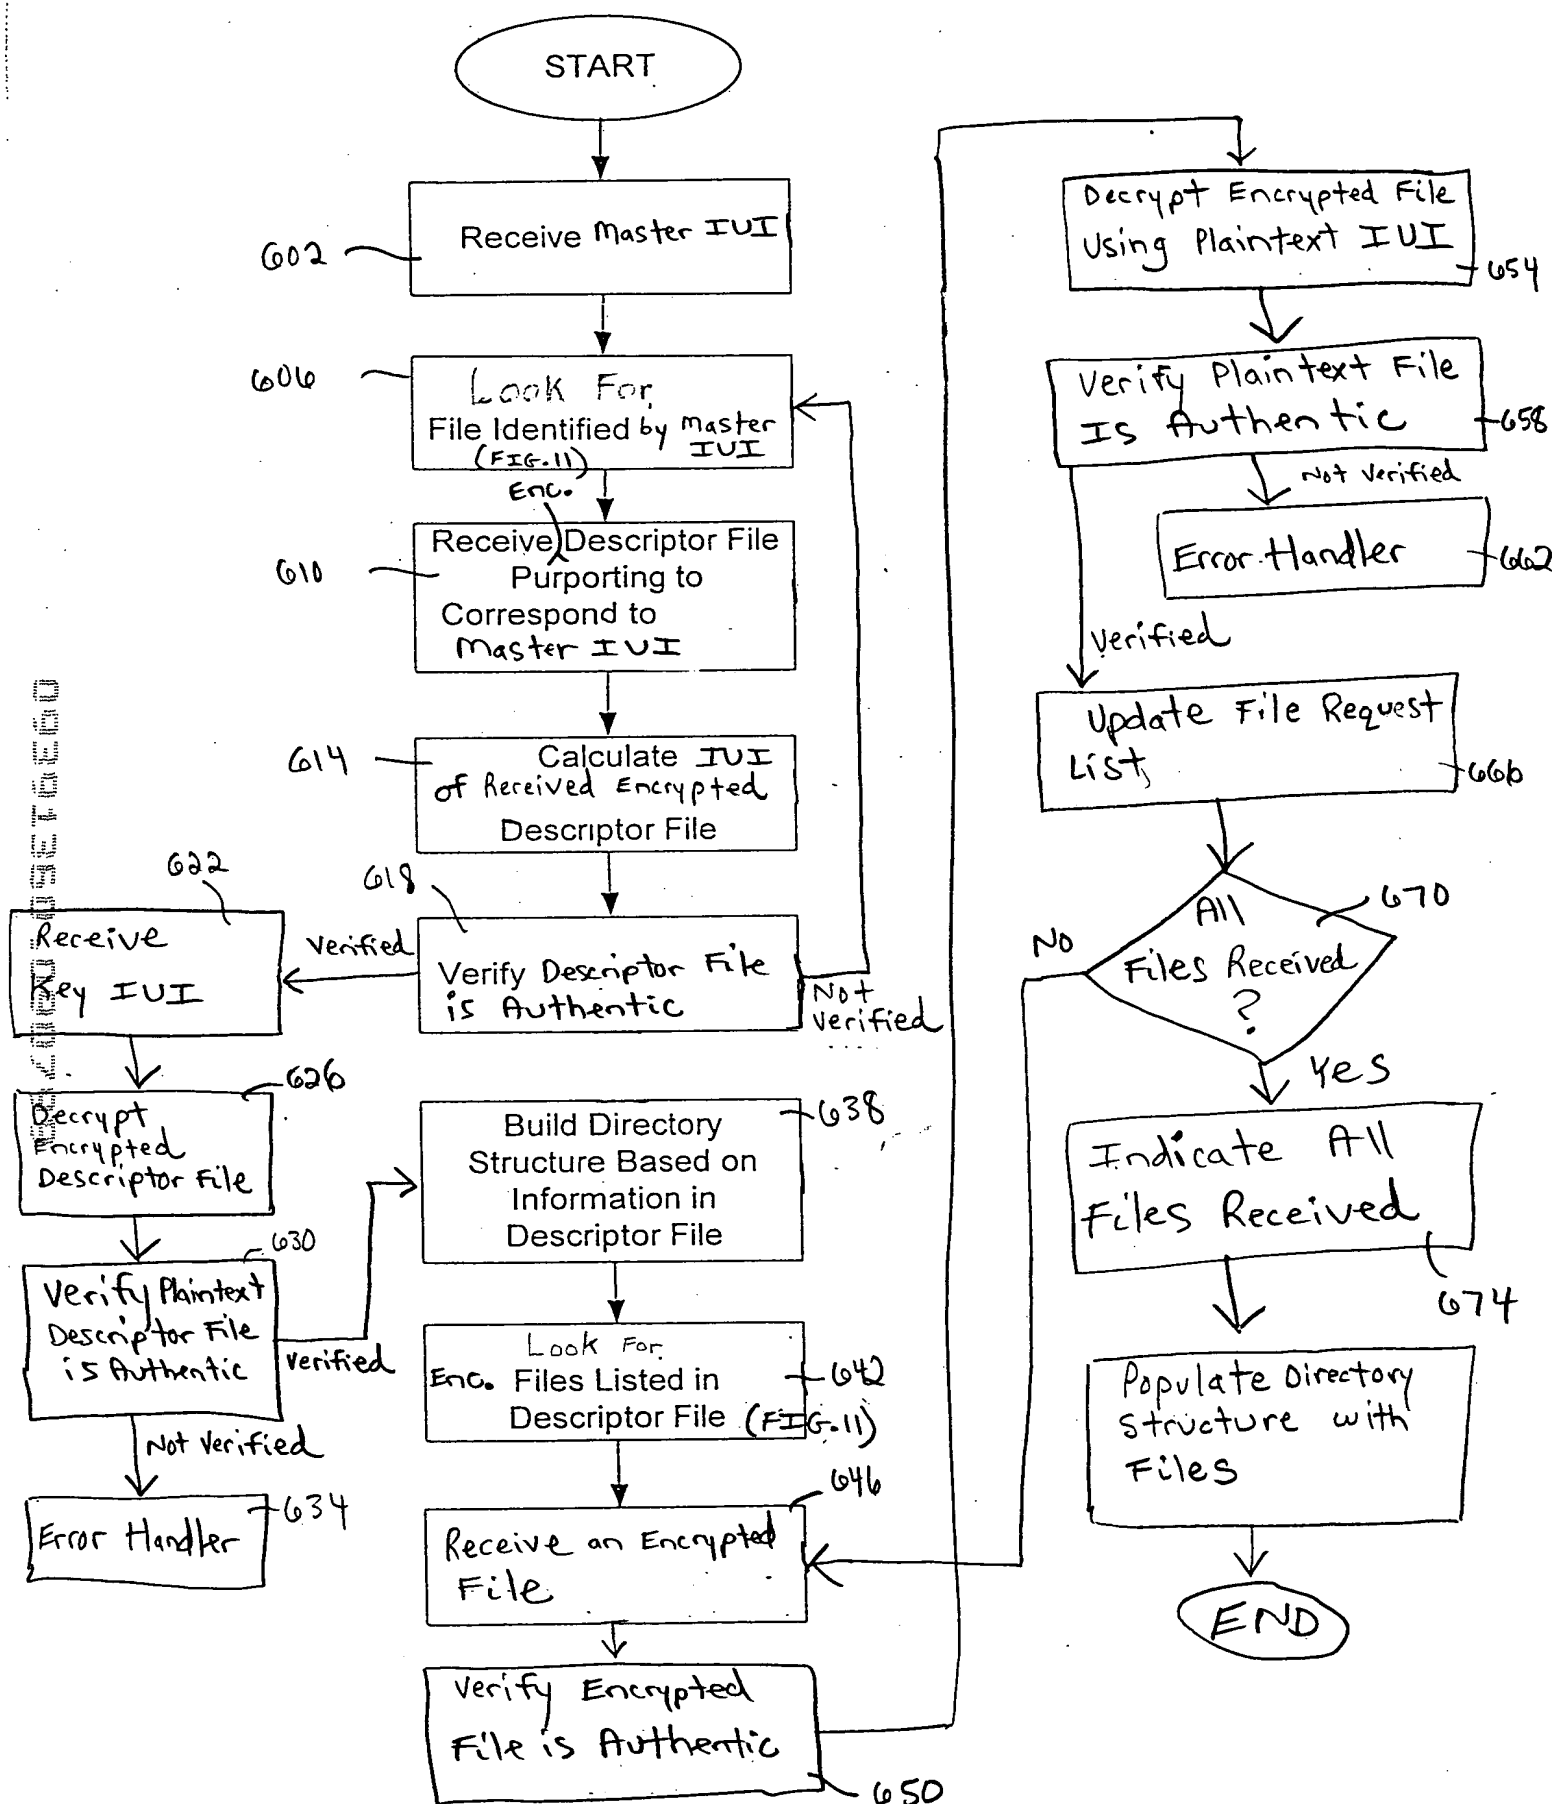 START
Receive Master IUI
602
606
Look For
File Identified by Master
IUI
(FIG.11)
Enc.
Receive Descriptor File
Purporting to
Correspond to
Master IUI
610
614
Calculate IUI
of Received Encrypted
Descriptor File
618
Verify Descriptor File
is Authentic
Verified
Not
Verified
622
Receive
Key IUI
626
Decrypt
Encrypted
Descriptor File
630
Verify Plaintext
Descriptor File
is Authentic
Verified
Not Verified
Error Handler
634
Build Directory
Structure Based on
Information in
Descriptor File
638
Look For
Enc. Files Listed in
Descriptor File (FIG.11)
642
646
Receive an Encrypted
File
Verify Encrypted
File is Authentic
650
Decrypt Encrypted File
Using Plaintext IUI
654
Verify Plaintext File
Is Authentic
658
Not Verified
Error Handler
662
Verified
Update File Request
List
666
All
Files Received
?
670
No
Yes
Indicate All
Files Received
674
Populate Directory
Structure with
Files
END